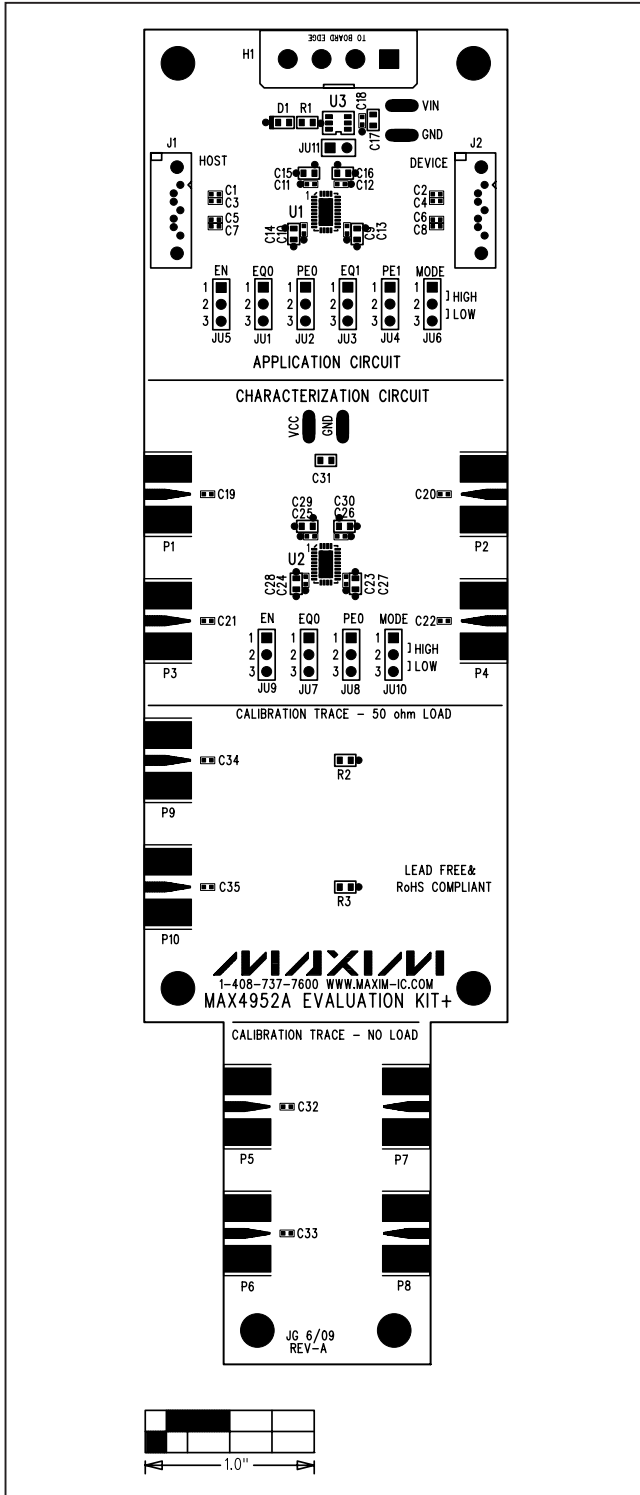 TO BOARD EDGE
H1
D1 R1 U3 C18 C17 VIN
GND
JU11
J1 HOST
DEVICE J2
C15 C16
C11 C12
C1
C3
C5
C7
C2
C4
C6
C8
U1 1
C14 C10 C9 C13
EN EQ0 PE0 EQ1 PE1 MODE
1 1 1 1 1 1 ] HIGH
2 2 2 2 2 2
3 3 3 3 3 3 ] LOW
JU5 JU1 JU2 JU3 JU4 JU6
APPLICATION CIRCUIT
CHARACTERIZATION CIRCUIT
VCC GND
C31
C19 C20
C29 C30
C25 C26
P1 P2
U2 1
C28 C24 C23 C27
C21 C22
EN EQ0 PE0 MODE
1 1 1 1 ] HIGH
2 2 2 2
3 3 3 3 ] LOW
P3 P4
JU9 JU7 JU8 JU10
CALIBRATION TRACE - 50 ohm LOAD
C34
R2
P9
LEAD FREE&
RoHS COMPLIANT
C35
R3
P10
MAXIM
1-408-737-7600 WWW.MAXIM-IC.COM
MAX4952A EVALUATION KIT+
CALIBRATION TRACE - NO LOAD
C32
P5 P7
C33
P6 P8
JG 6/09
REV-A
1.0"